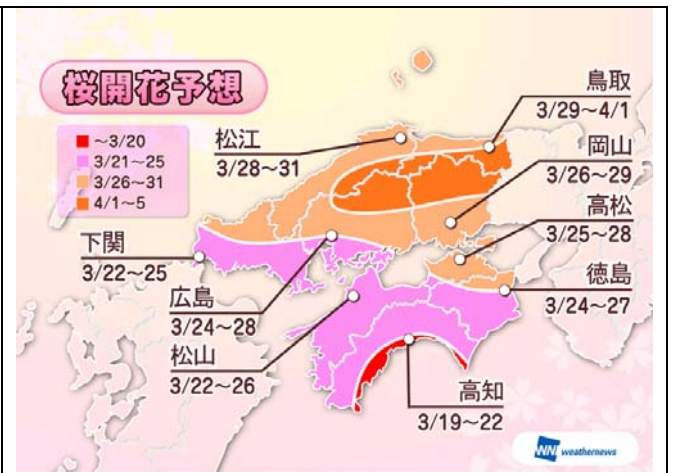 桜開花予想
～3/20
3/21～25
3/26～31
4/1～5
鳥取
3/29～4/1
松江
3/28～31
岡山
3/26～29
高松
3/25～28
下関
3/22～25
徳島
3/24～27
広島
3/24～28
松山
3/22～26
高知
3/19～22
WNI weathernews